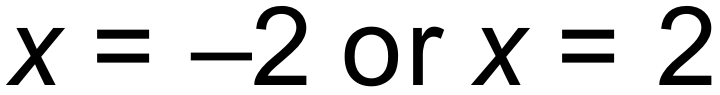 x = –2 or x = 2